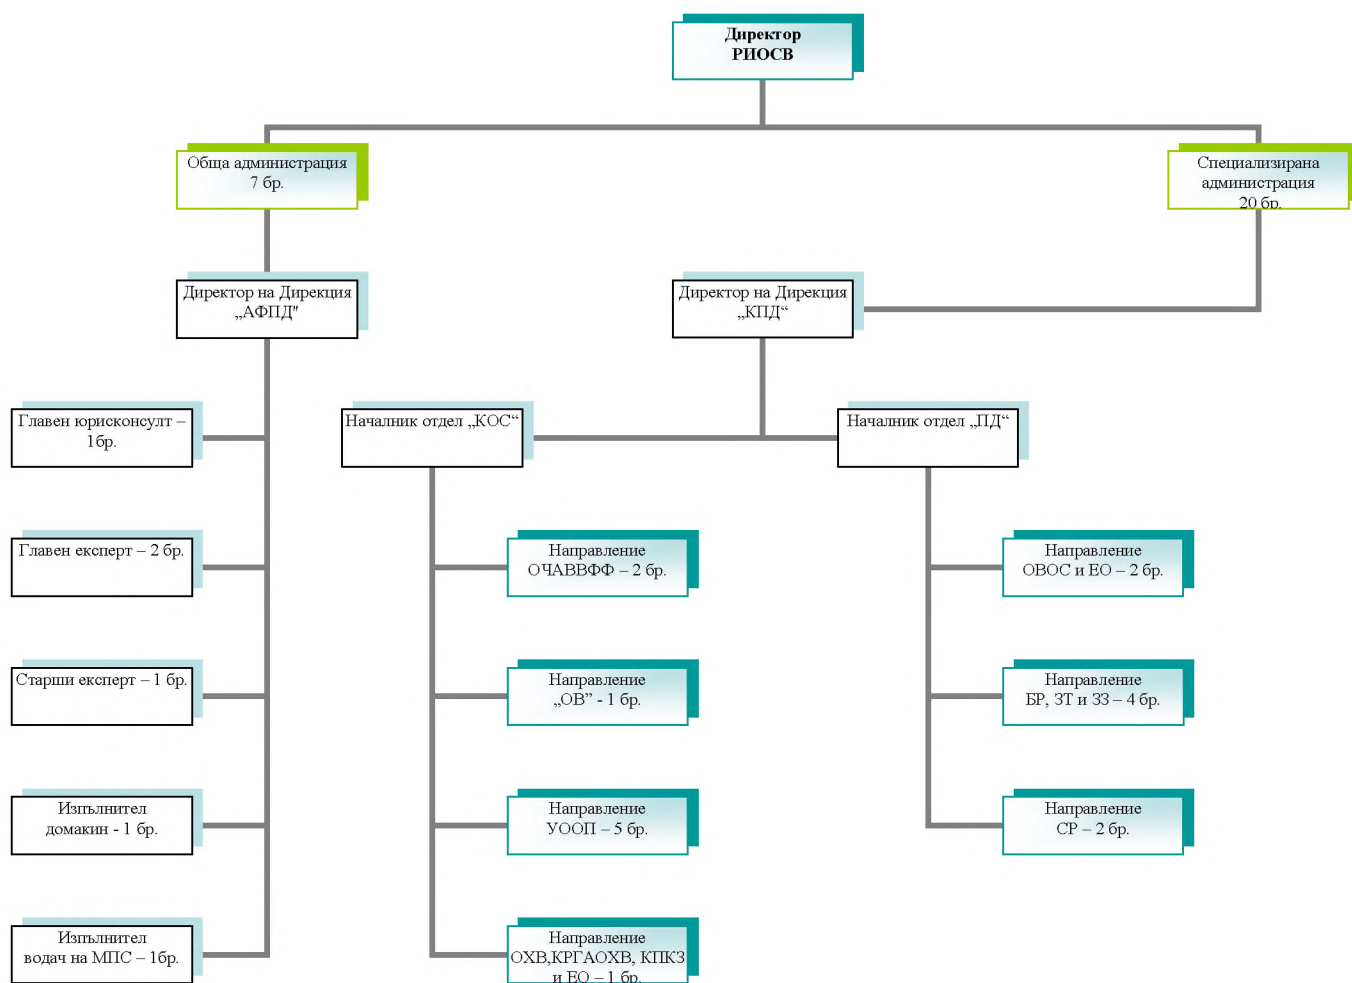 Директор
РИОСВ
Обща администрация
7 бр.
Специализирана
администрация
20 бр.
Директор на Дирекция
„АФПД"
Директор на Дирекция
„КПД“
Главен юрисконсулт –
1бр.
Началник отдел „КОС“
Началник отдел „ПД“
Главен експерт – 2 бр.
Направление
ОЧАВВФФ – 2 бр.
Направление
ОВОС и ЕО – 2 бр.
Старши експерт – 1 бр.
Направление
„ОВ” - 1 бр.
Направление
БР, ЗТ и ЗЗ – 4 бр.
Изпълнител
домакин - 1 бр.
Направление
УООП – 5 бр.
Направление
СР – 2 бр.
Изпълнител
водач на МПС – 1бр.
Направление
ОХВ,КРГАОХВ, КПКЗ
и ЕО – 1 бр.